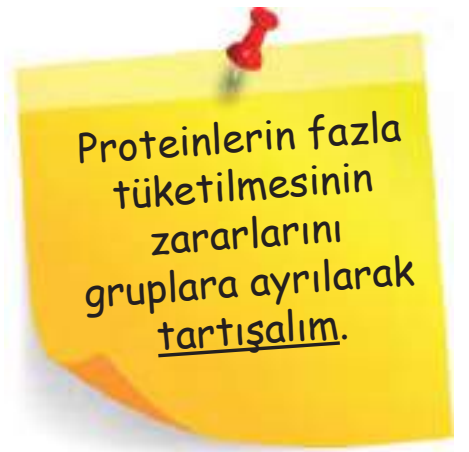 Proteinlerin fazla
tüketilmesinin
zararlarını
gruplara ayrılarak
tartışalım.